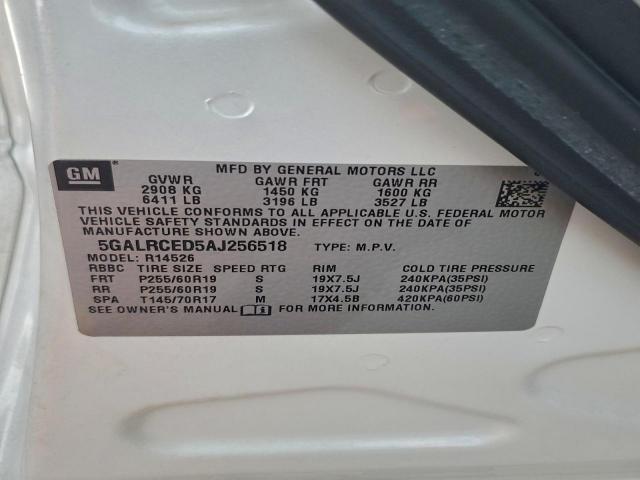 GM
MFD BY GENERAL MOTORS LLC
GVWR GAWR FRT GAWR RR
2908 KG 1450 KG 1600 KG
6411 LB 3196 LB 3527 LB
THIS VEHICLE CONFORMS TO ALL APPLICABLE U.S. FEDERAL MOTOR
VEHICLE SAFETY STANDARDS IN EFFECT ON THE DATE OF
MANUFACTURE SHOWN ABOVE.
5GALRCED5AJ256518 TYPE: M.P.V.
MODEL: R14526
RBBC TIRE SIZE SPEED RTG RIM COLD TIRE PRESSURE
FRT P255/60R19 S 19X7.5J 240KPA(35PSI)
RR P255/60R19 S 19X7.5J 240KPA(35PSI)
SPA T145/70R17 M 17X4.5B 420KPA(60PSI)
SEE OWNER'S MANUAL FOR MORE INFORMATION.